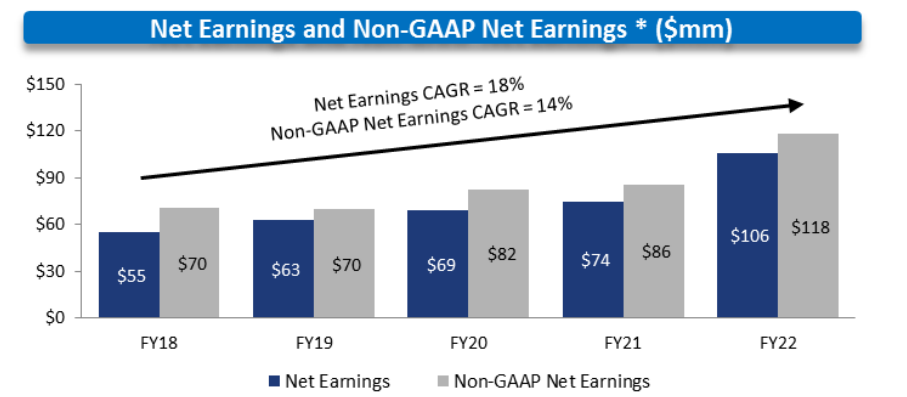 Net Earnings and Non-GAAP Net Earnings * ($mm)
$150
$120
$90
$60
$30
$0
Net Earnings CAGR = 18%
Non-GAAP Net Earnings CAGR = 14%
$55
$70
$63
$70
$69
$82
$74
$86
$106
$118
FY18
FY19
FY20
FY21
FY22
Net Earnings
Non-GAAP Net Earnings